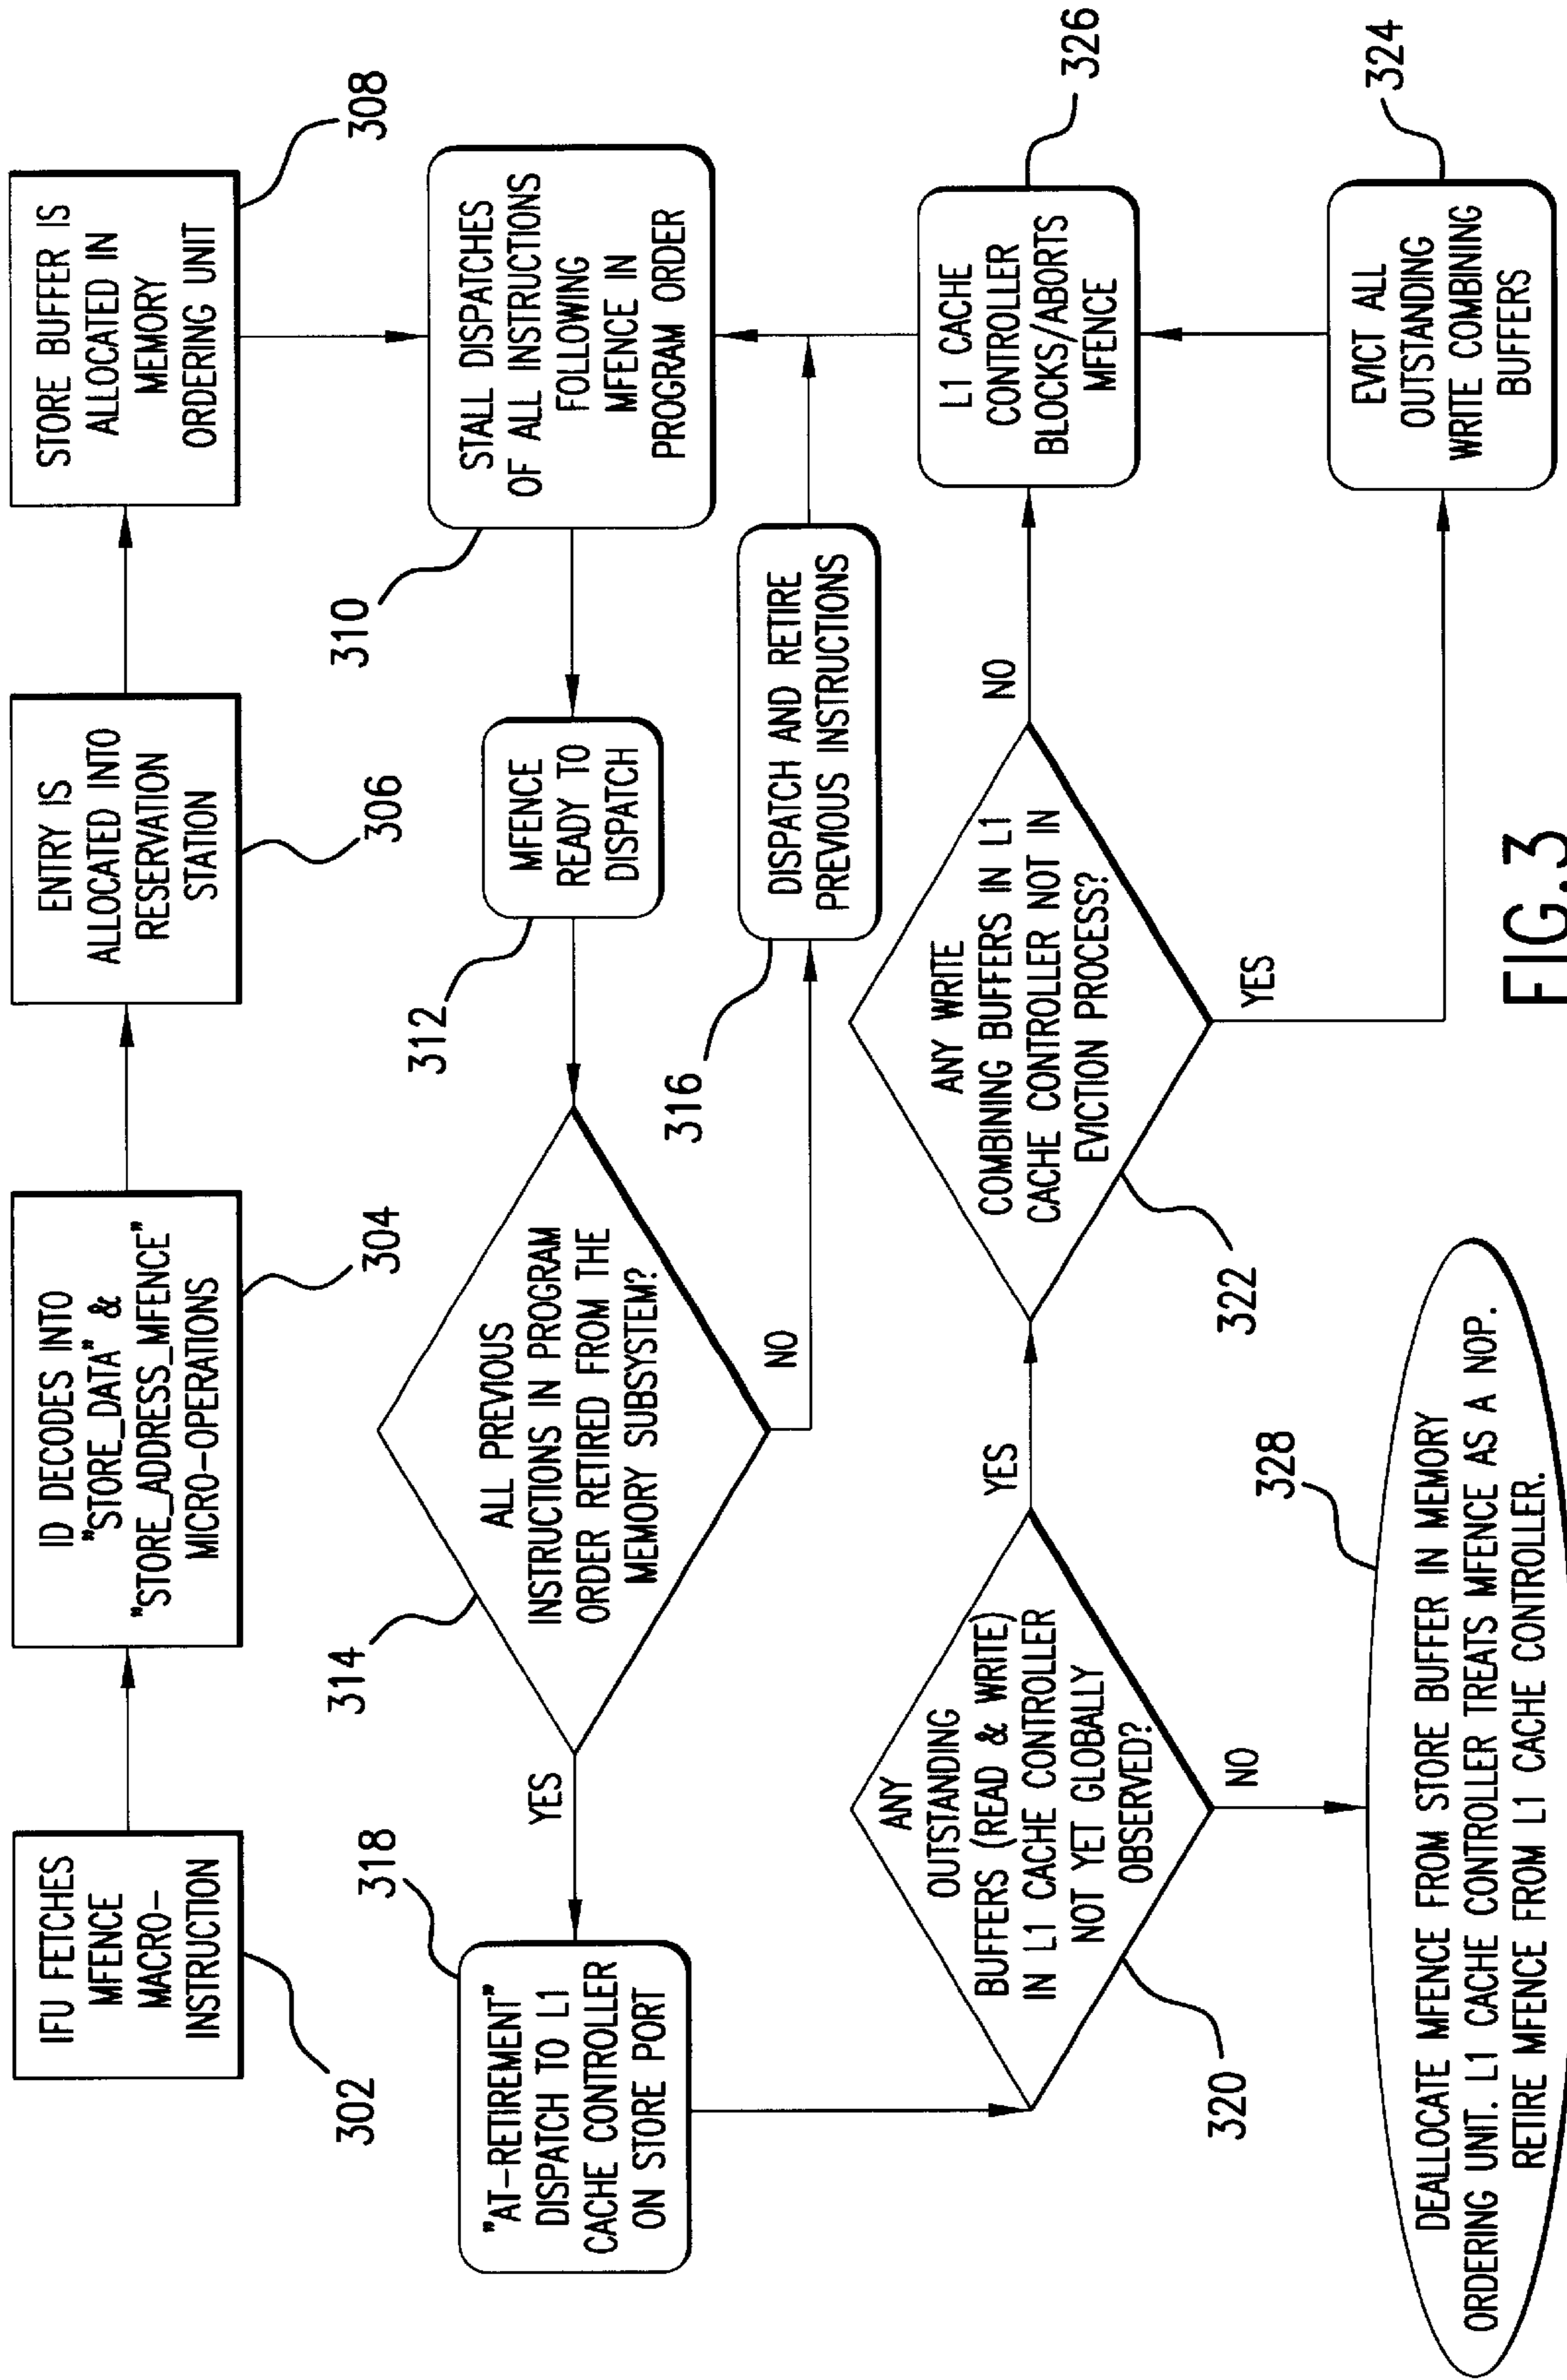 IFU FETCHES
MFENCE
MACRO-
INSTRUCTION
302
ID DECODES INTO
"STORE_DATA" &
"STORE_ADDRESS_MFENCE"
MICRO-OPERATIONS
304
ENTRY IS
ALLOCATED INTO
RESERVATION
STATION
306
STORE BUFFER IS
ALLOCATED IN
MEMORY
ORDERING UNIT
308
STALL DISPATCHES
OF ALL INSTRUCTIONS
FOLLOWING
MFENCE IN
PROGRAM ORDER
310
MFENCE
READY TO
DISPATCH
312
ALL PREVIOUS
INSTRUCTIONS IN PROGRAM
ORDER RETIRED FROM THE
MEMORY SUBSYSTEM?
314
NO
DISPATCH AND RETIRE
PREVIOUS INSTRUCTIONS
316
YES
"AT-RETIREMENT"
DISPATCH TO L1
CACHE CONTROLLER
ON STORE PORT
318
ANY
OUTSTANDING
BUFFERS (READ & WRITE)
IN L1 CACHE CONTROLLER
NOT YET GLOBALLY
OBSERVED?
320
YES
ANY WRITE
COMBINING BUFFERS IN L1
CACHE CONTROLLER NOT IN
EVICTION PROCESS?
322
NO
L1 CACHE
CONTROLLER
BLOCKS/ABORTS
MFENCE
326
YES
EVICT ALL
OUTSTANDING
WRITE COMBINING
BUFFERS
324
NO
DEALLOCATE MFENCE FROM STORE BUFFER IN MEMORY
ORDERING UNIT. L1 CACHE CONTROLLER TREATS MFENCE AS A NOP.
RETIRE MFENCE FROM L1 CACHE CONTROLLER.
328
FIG.3